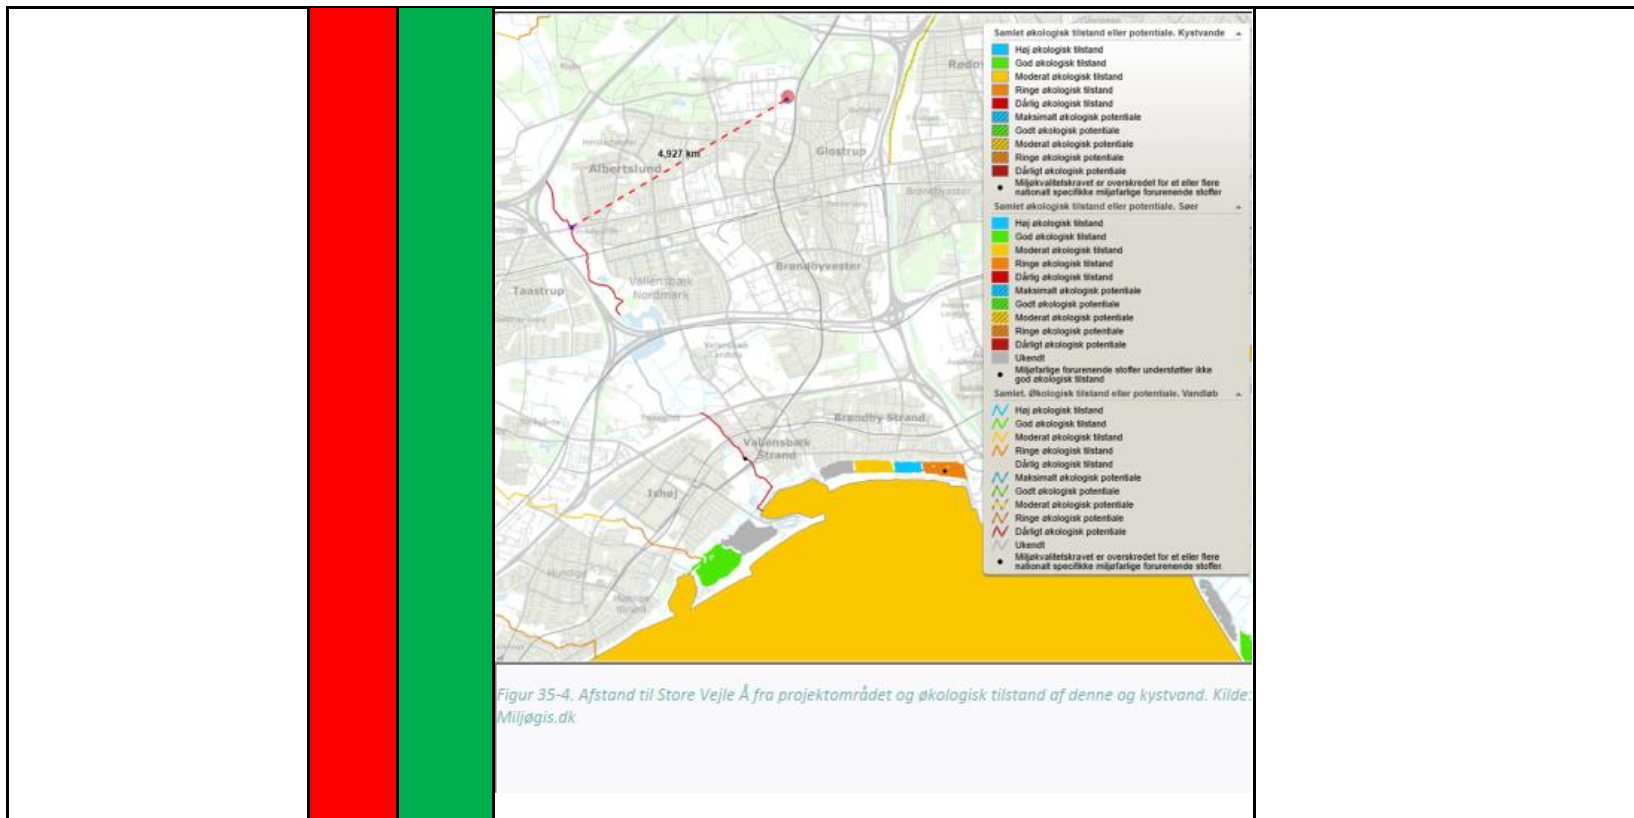 Samlet økologisk tilstand eller potentiale. Kystvande
Høj økologisk tilstand
God økologisk tilstand
Moderat økologisk tilstand
Ringe økologisk tilstand
Dårlig økologisk tilstand
Maksimalt økologisk potentiale
Godt økologisk potentiale
Moderat økologisk potentiale
Ringe økologisk potentiale
Dårligt økologisk potentiale
Miljøkvalitetskravet er overskredet for et eller flere
nationalt specifikke miljøfarlige forurenende stoffer
Samlet økologisk tilstand eller potentiale. Søer
Høj økologisk tilstand
God økologisk tilstand
Moderat økologisk tilstand
Ringe økologisk tilstand
Dårlig økologisk tilstand
Maksimalt økologisk potentiale
Godt økologisk potentiale
Moderat økologisk potentiale
Ringe økologisk potentiale
Dårligt økologisk potentiale
Ukendt
Miljøfarlige forurenende stoffer understøtter ikke
god økologisk tilstand
Samlet. Økologisk tilstand eller potentiale. Vandløb
Høj økologisk tilstand
God økologisk tilstand
Moderat økologisk tilstand
Ringe økologisk tilstand
Dårlig økologisk tilstand
Maksimalt økologisk potentiale
Godt økologisk potentiale
Moderat økologisk potentiale
Ringe økologisk potentiale
Dårligt økologisk potentiale
Ukendt
Miljøkvalitetskravet er overskredet for et eller flere
nationalt specifikke miljøfarlige forurenende stoffer
Rødov
4,927 km
Glostrup
Albertslund
Brøndbyvester
Brøndbyvester
Taastrup
Vallensbæk
Nordmark
Brøndby Strand
Vallensbæk
Strand
Ishøj
Hundige
Hundige
Strand
Figur 35-4. Afstand til Store Vejle Å fra projektområdet og økologisk tilstand af denne og kystvand. Kilde:
Miljøgis.dk